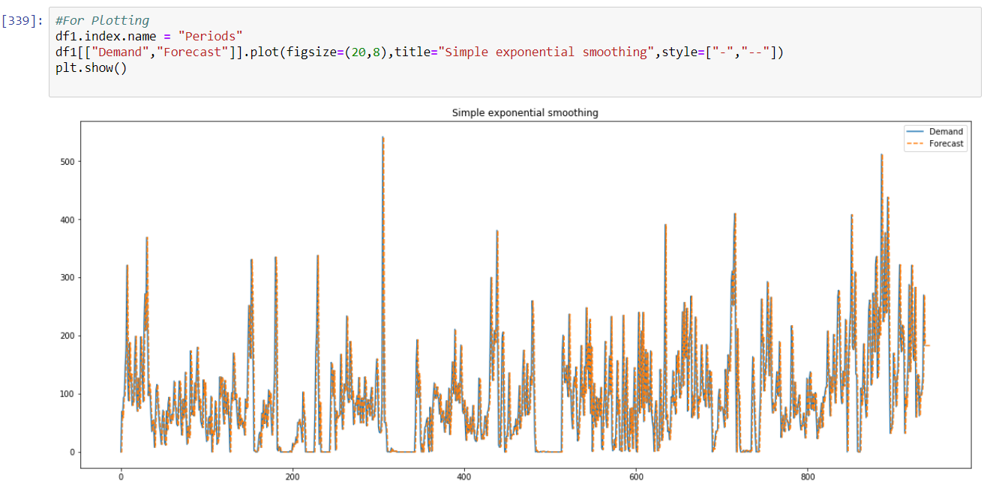 [339]: #For Plotting
df1.index.name = "Periods"
df1[["Demand","Forecast"]].plot(figsize=(20,8),title="Simple exponential smoothing",style=["-","--"])
plt.show()
Simple exponential smoothing
Demand
Forecast
500
400
300
200
100
0
0 200 400 600 800